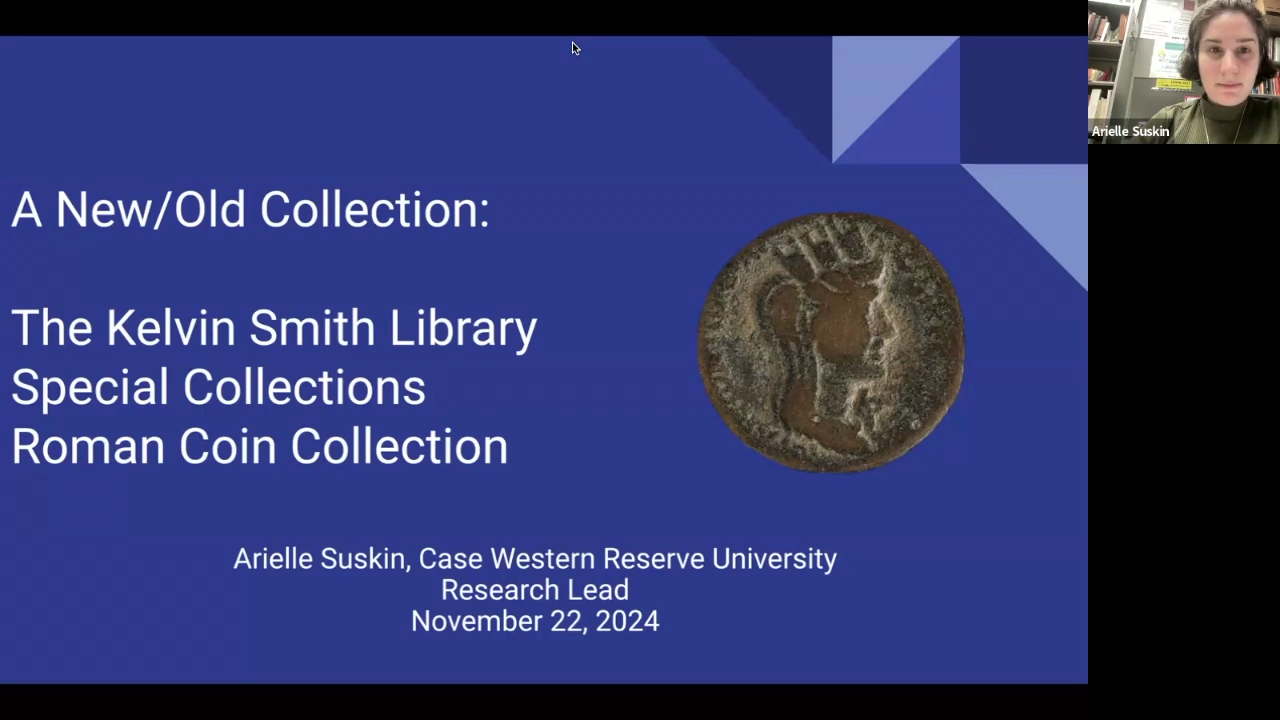 A New/Old Collection:
The Kelvin Smith Library
Special Collections
Roman Coin Collection
Arielle Suskin, Case Western Reserve University
Research Lead
November 22, 2024
Arielle Suskin